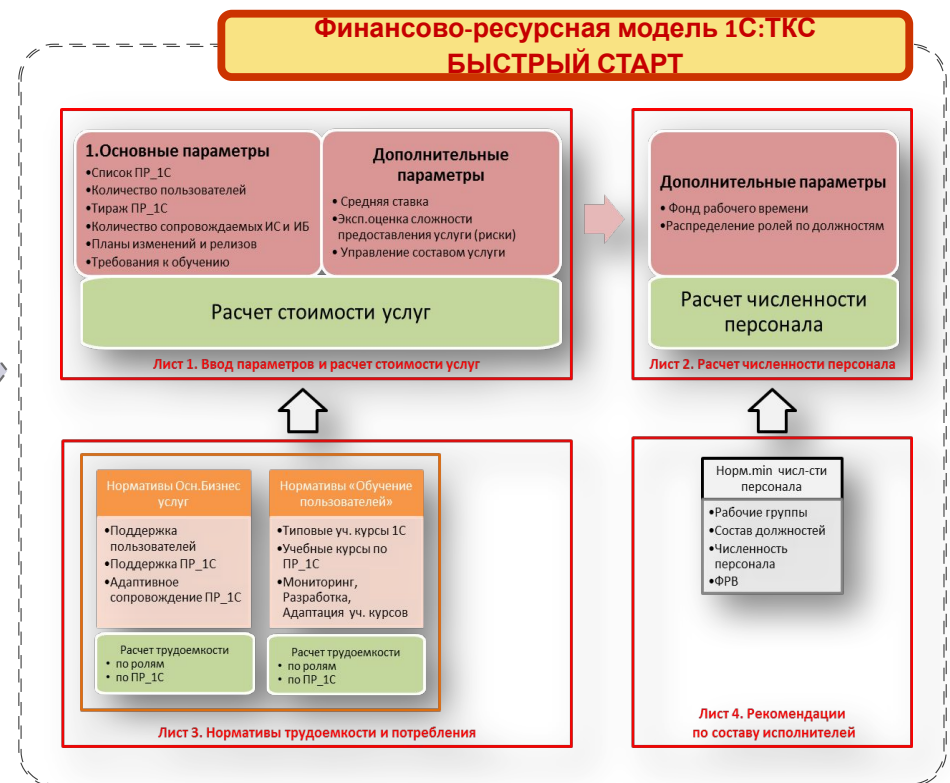 Финансово-ресурсная модель 1С:ТКС
БЫСТРЫЙ СТАРТ
1.Основные параметры
•Список ПР_1С
•Количество пользователей
•Тираж ПР_1С
•Количество сопровождаемых ИС и ИБ
•Планы изменений и релизов
•Требования к обучению
Дополнительные
параметры
• Средняя ставка
•Эксп.оценка сложности
предоставления услуги (риски)
• Управление составом услуги
Расчет стоимости услуг
Лист 1. Ввод параметров и расчет стоимости услуг
Дополнительные параметры
• Фонд рабочего времени
•Распределение ролей по должностям
Расчет численности
персонала
Лист 2. Расчет численности персонала
Нормативы Осн.Бизнес
услуг
•Поддержка
пользователей
•Поддержка ПР_1С
•Адаптивное
сопровождение ПР_1С
Расчет трудоемкости
• по ролям
• по ПР_1С
Нормативы «Обучение
пользователей»
•Типовые уч. курсы 1С
•Учебные курсы по
ПР_1С
•Мониторинг,
Разработка,
Адаптация уч. курсов
Расчет трудоемкости
• по ролям
• по ПР_1С
Лист 3. Нормативы трудоемкости и потребления
Норм.min числ-сти
персонала
•Рабочие группы
•Состав должностей
•Численность
персонала
•ФРВ
Лист 4. Рекомендации
по составу исполнителей